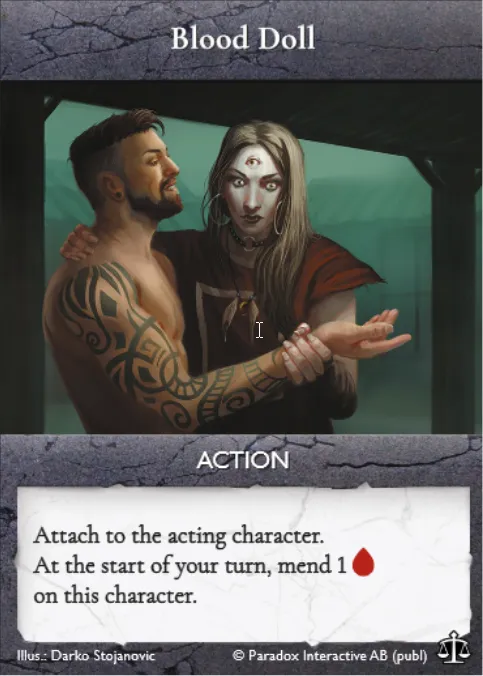 Blood Doll
ACTION
Attach to the acting character.
At the start of your turn, mend 1
on this character.
Illus.: Darko Stojanovic © Paradox Interactive AB (publ)